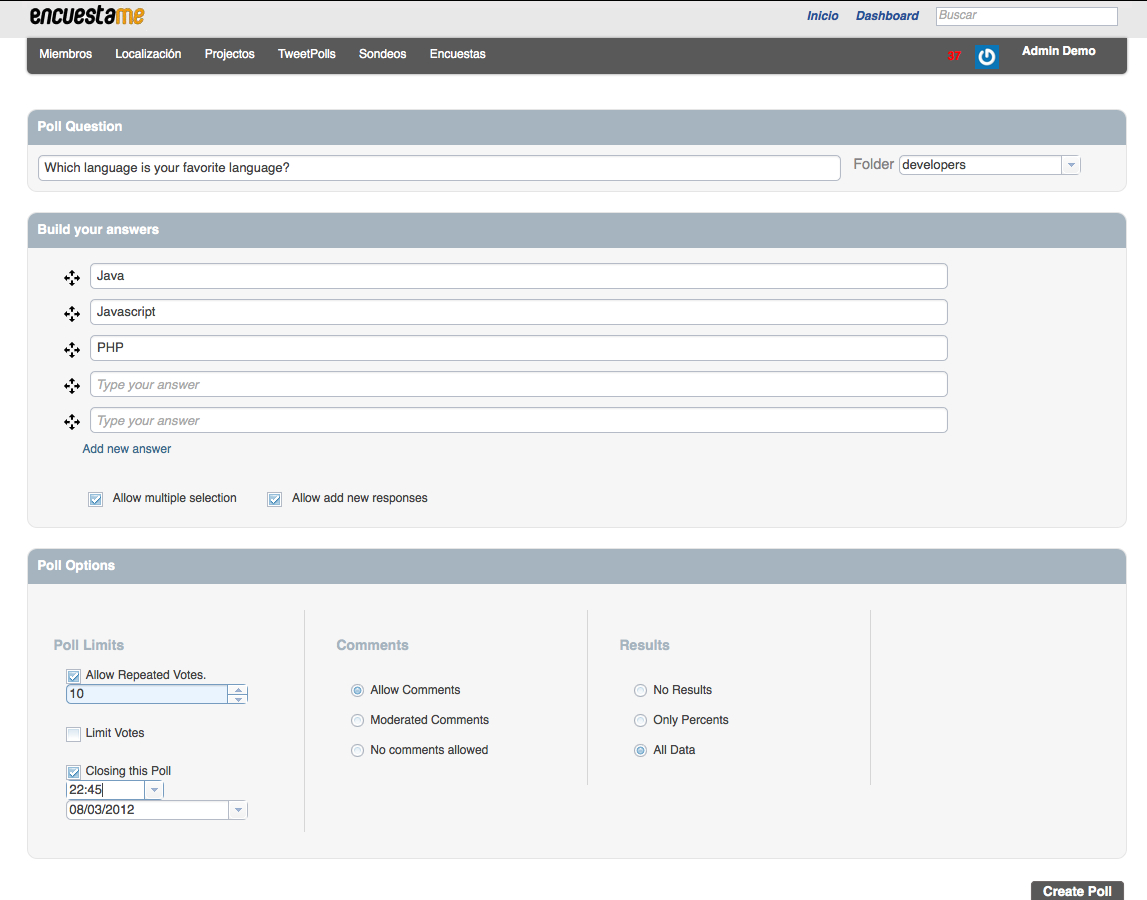 encuestame
Inicio Dashboard Buscar
Miembros Localización Projectos TweetPolls Sondeos Encuestas 37 Admin Demo
Poll Question
Which language is your favorite language? Folder developers
Build your answers
Java
Javascript
PHP
Type your answer
Type your answer
Add new answer
Allow multiple selection Allow add new responses
Poll Options
Poll Limits Comments Results
Allow Repeated Votes.
10
Allow Comments No Results
Moderated Comments Only Percents
Limit Votes
No comments allowed All Data
Closing this Poll
22:45
08/03/2012
Create Poll